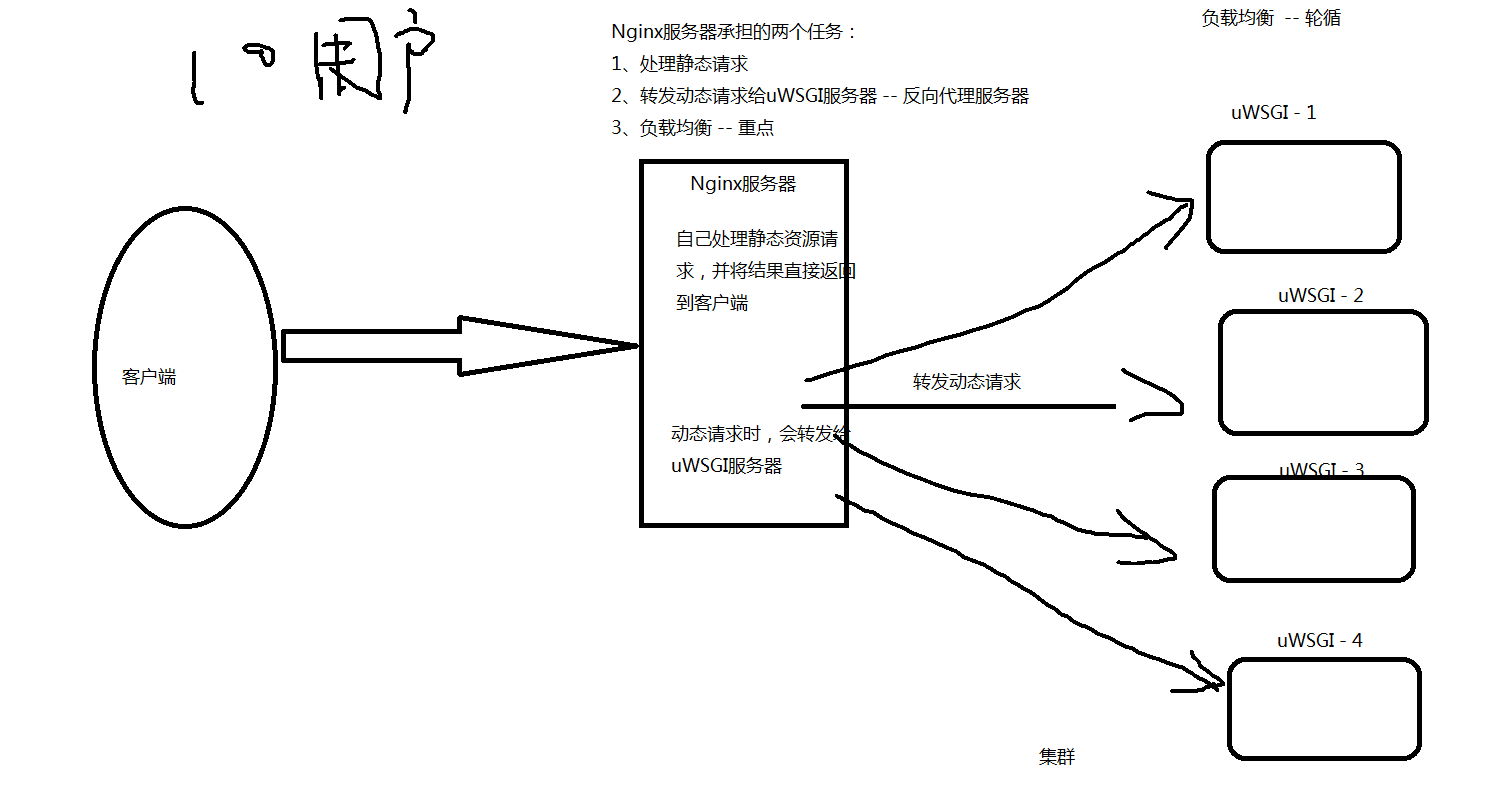 Nginx服务器承担的两个任务：
1、处理静态请求
2、转发动态请求给uWSGI服务器 -- 反向代理服务器
3、负载均衡 -- 重点
负载均衡  -- 轮循
uWSGI - 1
Nginx服务器
自己处理静态资源请
求，并将结果直接返回
到客户端
uWSGI - 2
客户端
转发动态请求
动态请求时，会转发给
uWSGI服务器
uWSGI - 3
uWSGI - 4
集群